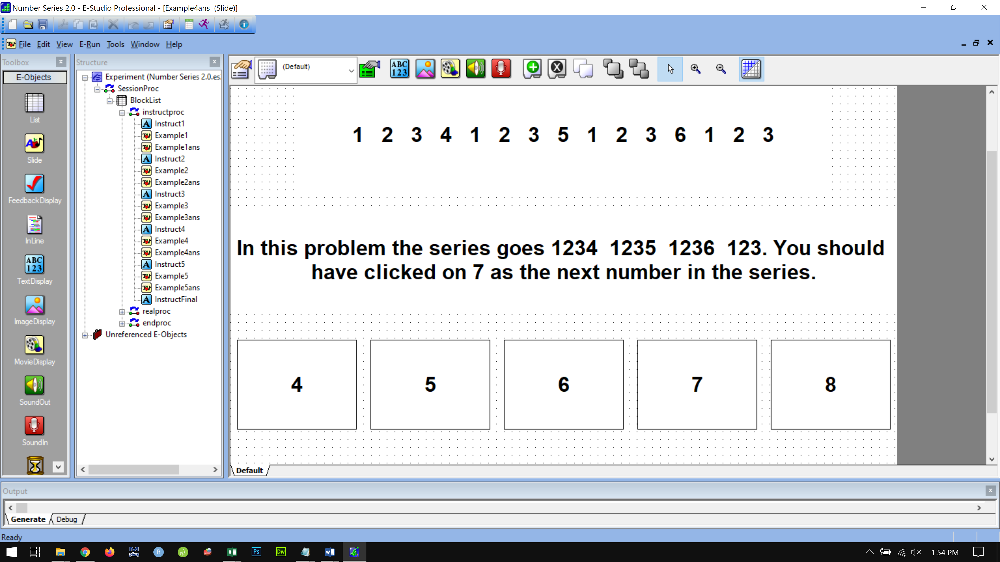 Number Series 2.0 - E-Studio Professional - [Example4ans (Slide)]
File Edit View E-Run Tools Window Help
Toolbox
E-Objects
List
Slide
FeedbackDisplay
InLine
ABC
123
TextDisplay
ImageDisplay
MovieDisplay
SoundOut
SoundIn
Structure
Experiment (Number Series 2.0.es
SessionProc
BlockList
instructproc
Instruct1
Example1
Example1ans
Instruct2
Example2
Example2ans
Instruct3
Example3
Example3ans
Instruct4
Example4
Example4ans
Instruct5
Example5
Example5ans
InstructFinal
realproc
endproc
Unreferenced E-Objects
(Default)
ABC
123
1 2 3 4 1 2 3 5 1 2 3 6 1 2 3
In this problem the series goes 1234 1235 1236 123. You should
have clicked on 7 as the next number in the series.
4 5 6 7 8
Default
Output
Generate Debug
Ready
Mplus6 R Ps Dw 1:54 PM